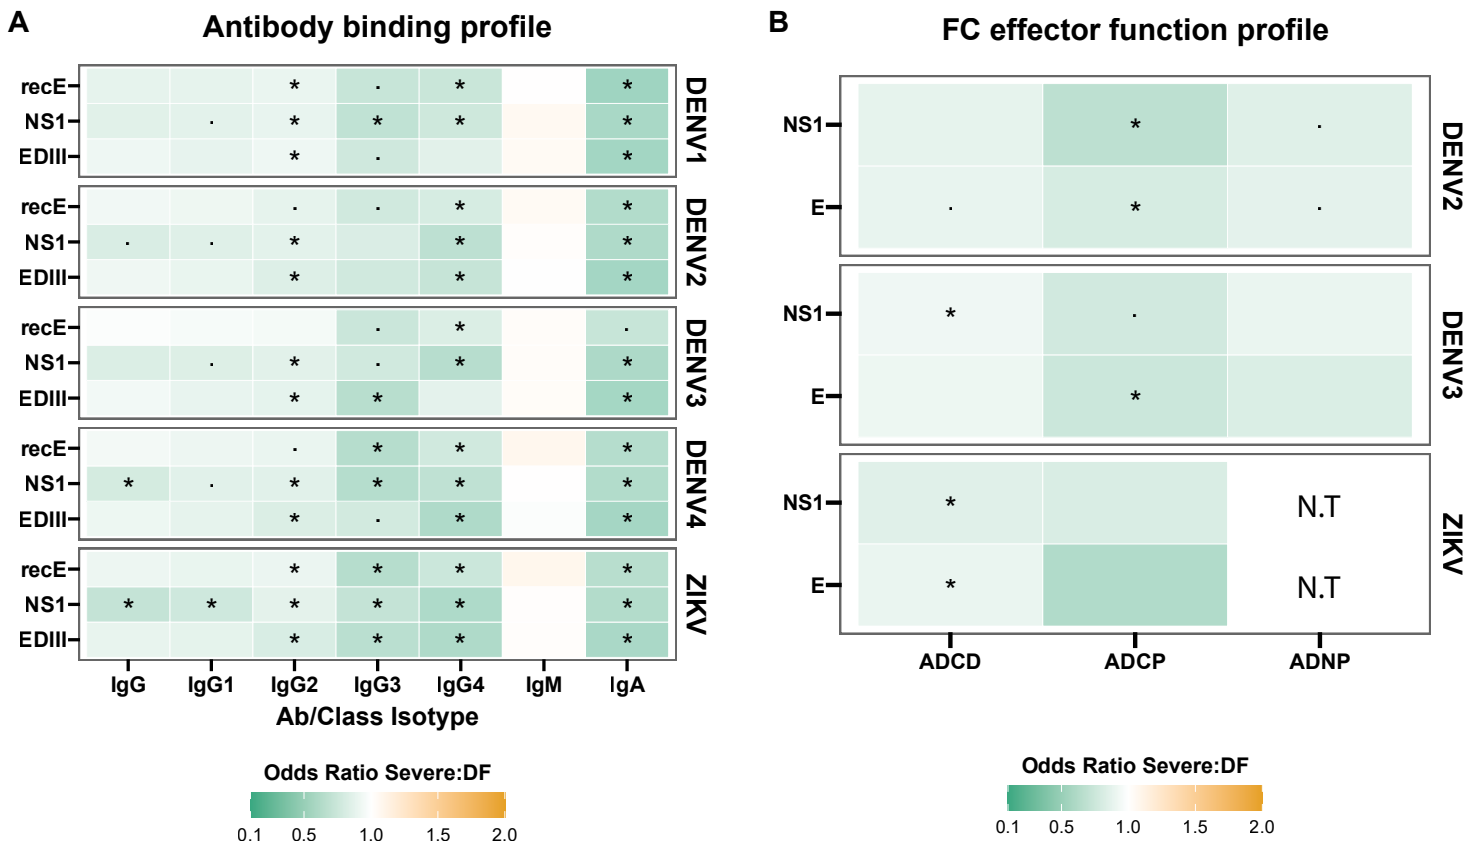 A
Antibody binding profile
recE * . * *
NS1 . * * * *
EDIII * . *
DENV1
recE . . * *
NS1 . . * * *
EDIII * * *
DENV2
recE . * .
NS1 . * . * *
EDIII * * *
DENV3
recE . * * *
NS1 * . * * * *
EDIII * . * *
DENV4
recE * * * *
NS1 * * * * * *
EDIII * * * *
ZIKV
IgG IgG1 IgG2 IgG3 IgG4 IgM IgA
Ab/Class Isotype
Odds Ratio Severe:DF
0.1 0.5 1.0 1.5 2.0
B
FC effector function profile
NS1 * .
E . * .
DENV2
NS1 * .
E *
DENV3
NS1 * N.T
E * N.T
ZIKV
ADCD ADCP ADNP
Odds Ratio Severe:DF
0.1 0.5 1.0 1.5 2.0